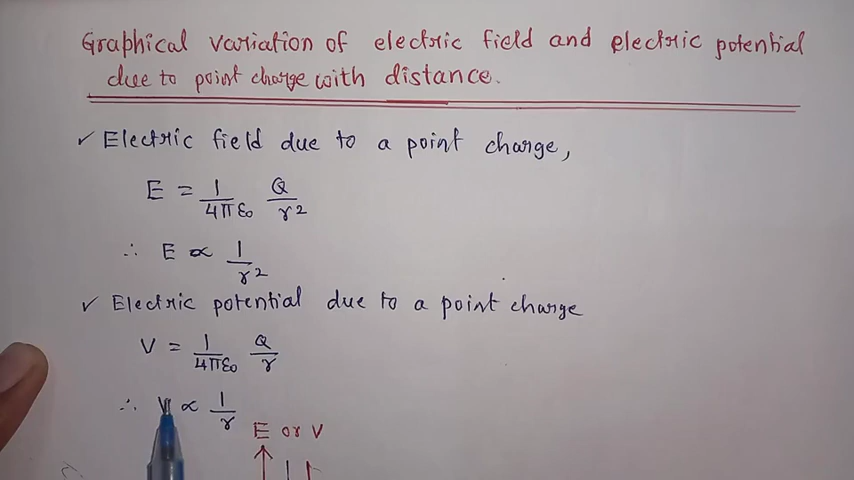 Graphical variation of electric field and electric potential
due to point charge with distance.
✓ Electric field due to a point charge,
E = 1/4πε₀ Q/r²
∴ E ∝ 1/r²
✓ Electric potential due to a point charge
V = 1/4πε₀ Q/r
∴ V ∝ 1/r
E or V